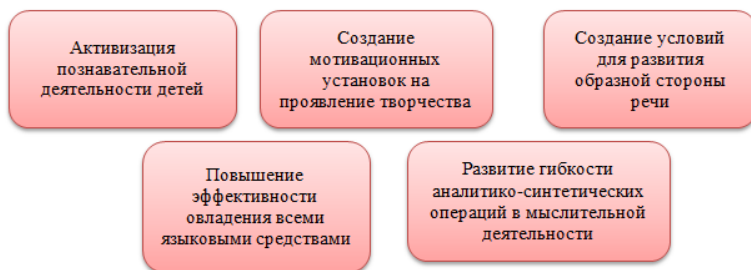 Активизация
познавательной
деятельности детей
Создание
мотивационных
установок на
проявление творчества
Создание условий
для развития
образной стороны
речи
Повышение
эффективности
овладения всеми
языковыми средствами
Развитие гибкости
аналитико-синтетических
операций в мыслительной
деятельности